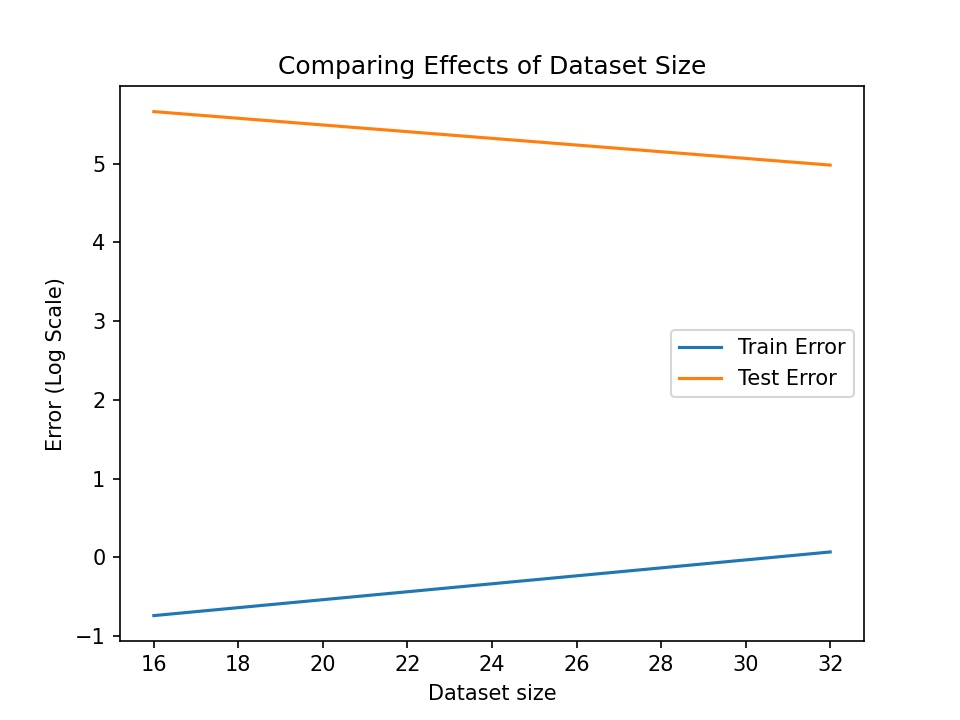 Comparing Effects of Dataset Size
Error (Log Scale)
5
4
3
2
1
0
−1
Train Error
Test Error
16 18 20 22 24 26 28 30 32
Dataset size